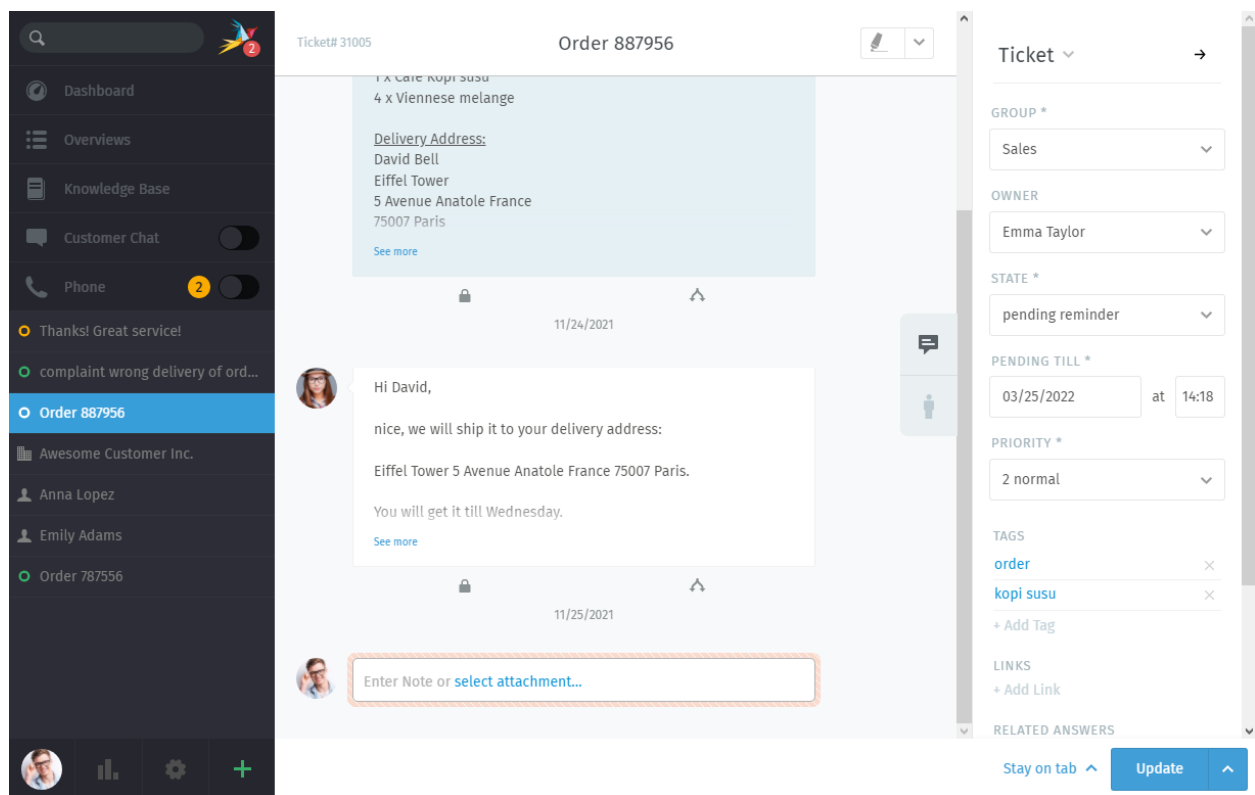 2
Dashboard
Overviews
Knowledge Base
Customer Chat
Phone 2
Thanks! Great service!
complaint wrong delivery of ord...
Order 887956
Awesome Customer Inc.
Anna Lopez
Emily Adams
Order 787556
Ticket# 31005
Order 887956
1 x Cafe Kopi susu
4 x Viennese melange
Delivery Address:
David Bell
Eiffel Tower
5 Avenue Anatole France
75007 Paris
See more
11/24/2021
Hi David,
nice, we will ship it to your delivery address:
Eiffel Tower 5 Avenue Anatole France 75007 Paris.
You will get it till Wednesday.
See more
11/25/2021
Enter Note or select attachment...
Ticket
GROUP *
Sales
OWNER
Emma Taylor
STATE *
pending reminder
PENDING TILL *
03/25/2022 at 14:18
PRIORITY *
2 normal
TAGS
order
kopi susu
+ Add Tag
LINKS
+ Add Link
RELATED ANSWERS
Stay on tab
Update